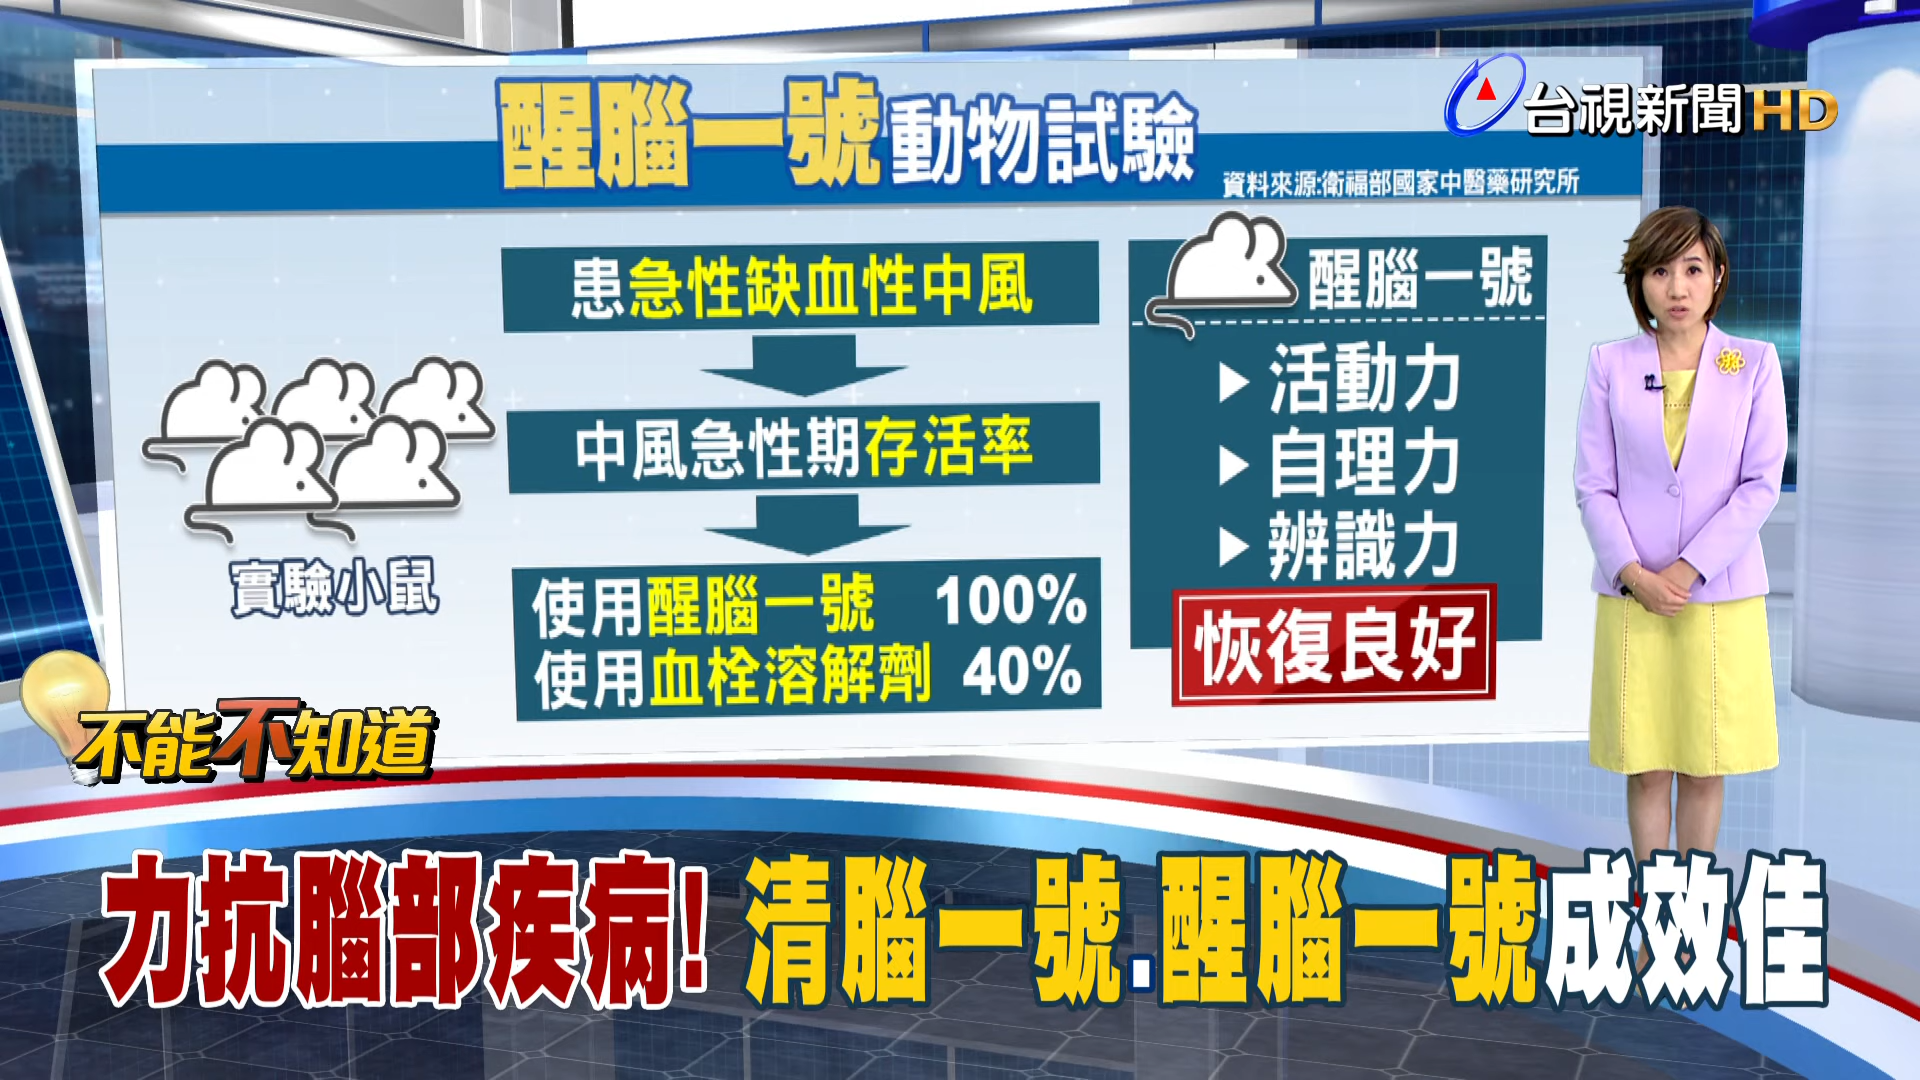 醒腦一號動物試驗
資料來源:衛福部國家中醫藥研究所
台視新聞HD
患急性缺血性中風
中風急性期存活率
使用醒腦一號 100%
使用血栓溶解劑 40%
實驗小鼠
醒腦一號
活動力
自理力
辨識力
恢復良好
不能不知道
力抗腦部疾病! 清腦一號.醒腦一號成效佳